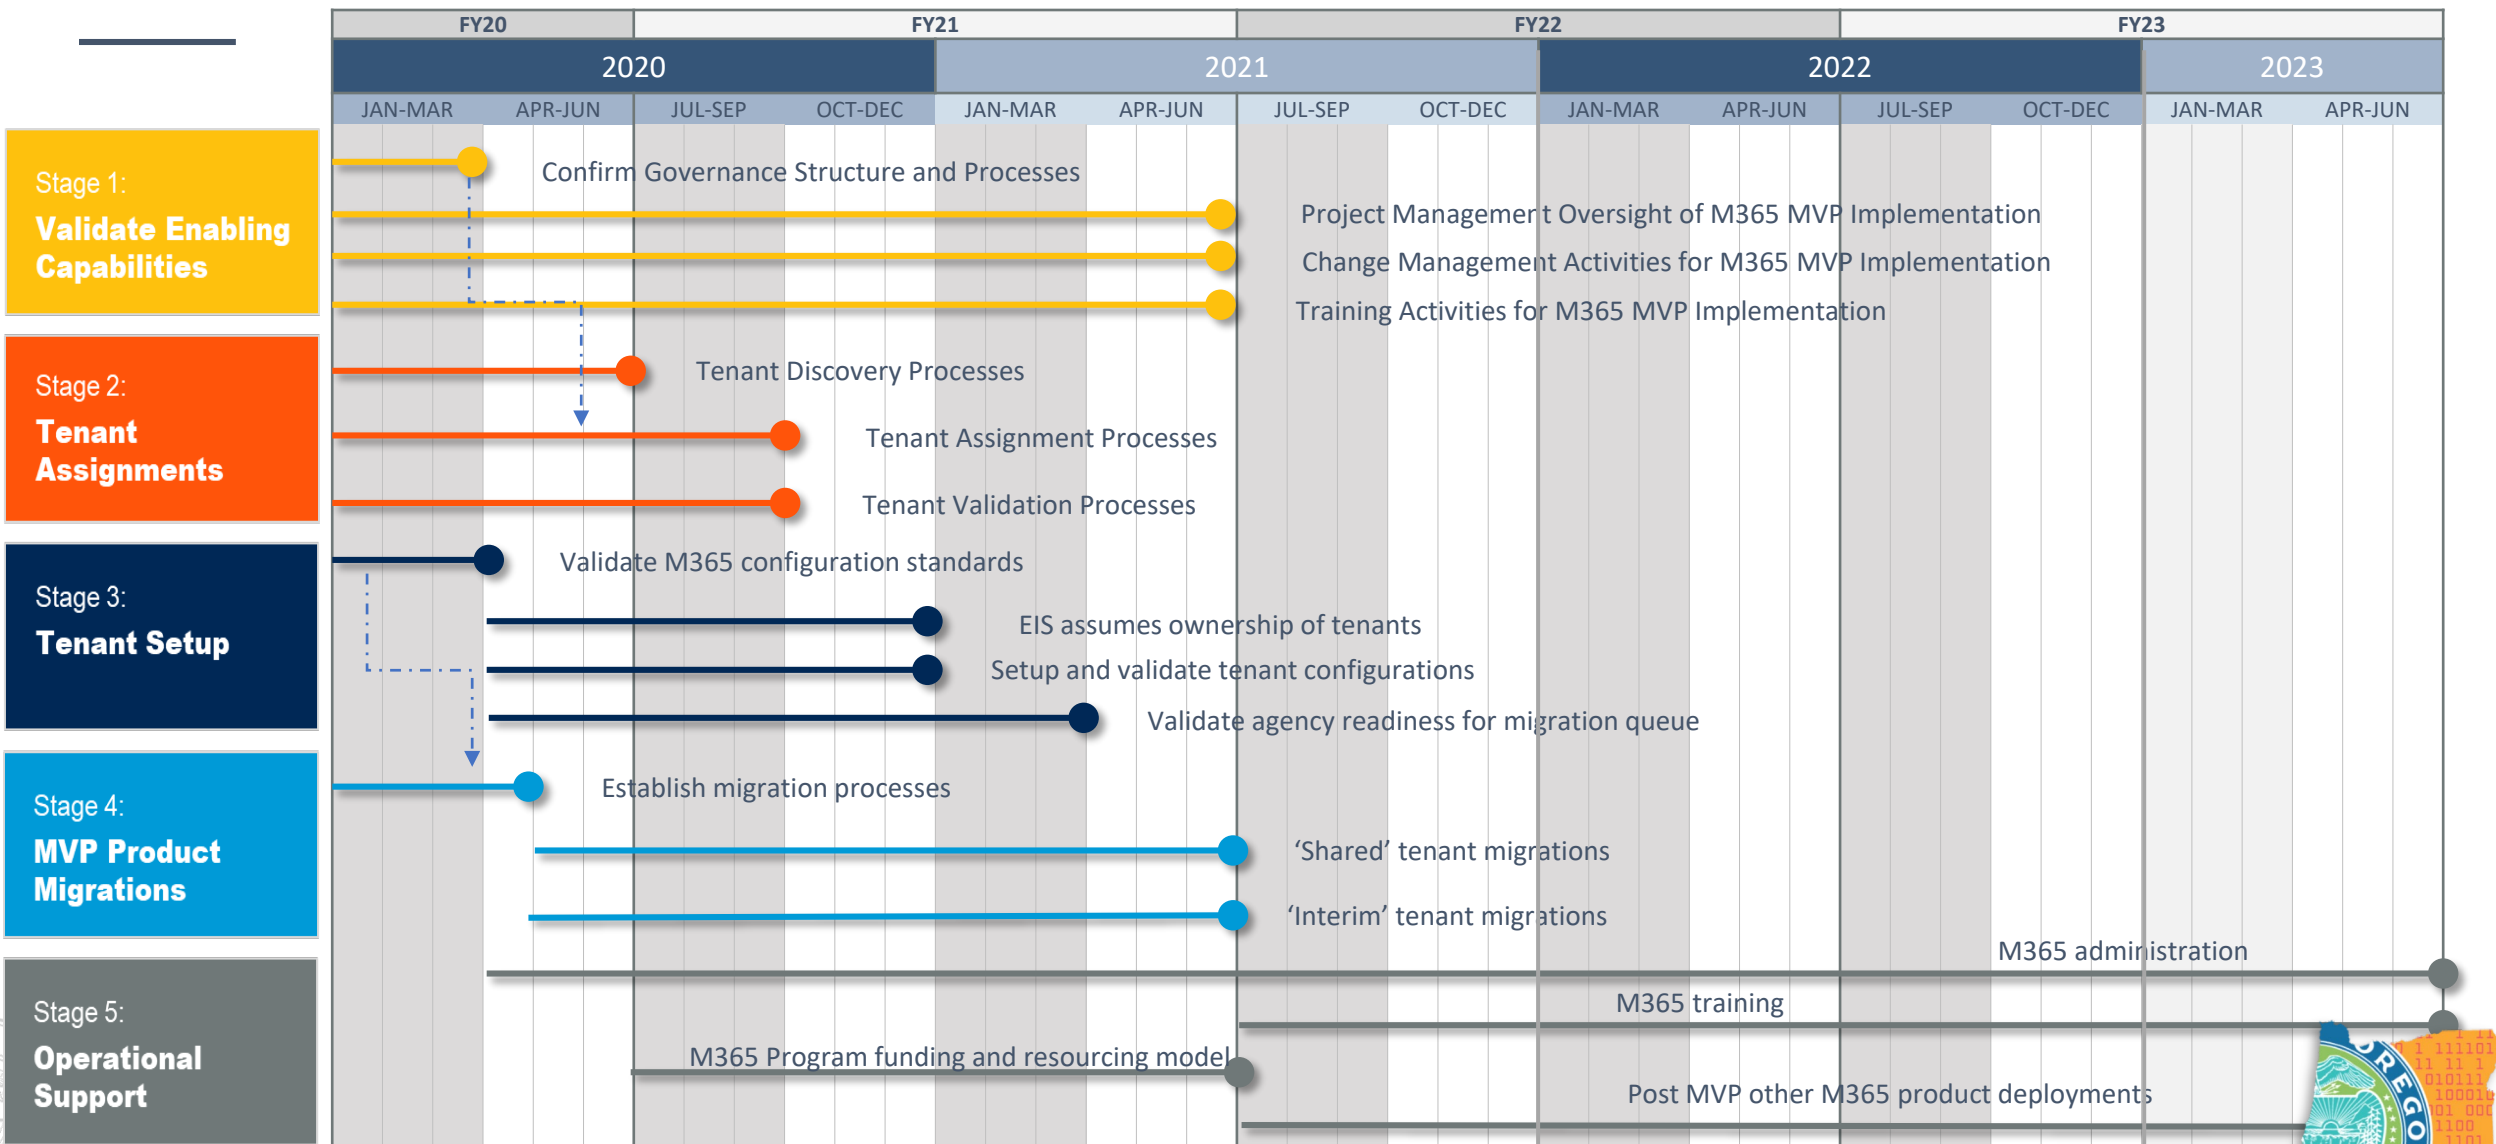 FY20 FY21 FY22 FY23
2020 2021 2022 2023
JAN-MAR APR-JUN JUL-SEP OCT-DEC JAN-MAR APR-JUN JUL-SEP OCT-DEC JAN-MAR APR-JUN JUL-SEP OCT-DEC JAN-MAR APR-JUN
Stage 1:
Validate Enabling
Capabilities
Confirm Governance Structure and Processes
Project Management Oversight of M365 MVP Implementation
Change Management Activities for M365 MVP Implementation
Training Activities for M365 MVP Implementation
Stage 2:
Tenant
Assignments
Tenant Discovery Processes
Tenant Assignment Processes
Tenant Validation Processes
Stage 3:
Tenant Setup
Validate M365 configuration standards
EIS assumes ownership of tenants
Setup and validate tenant configurations
Validate agency readiness for migration queue
Stage 4:
MVP Product
Migrations
Establish migration processes
‘Shared’ tenant migrations
‘Interim’ tenant migrations
Stage 5:
Operational
Support
M365 administration
M365 training
M365 Program funding and resourcing model
Post MVP other M365 product deployments
OREGO